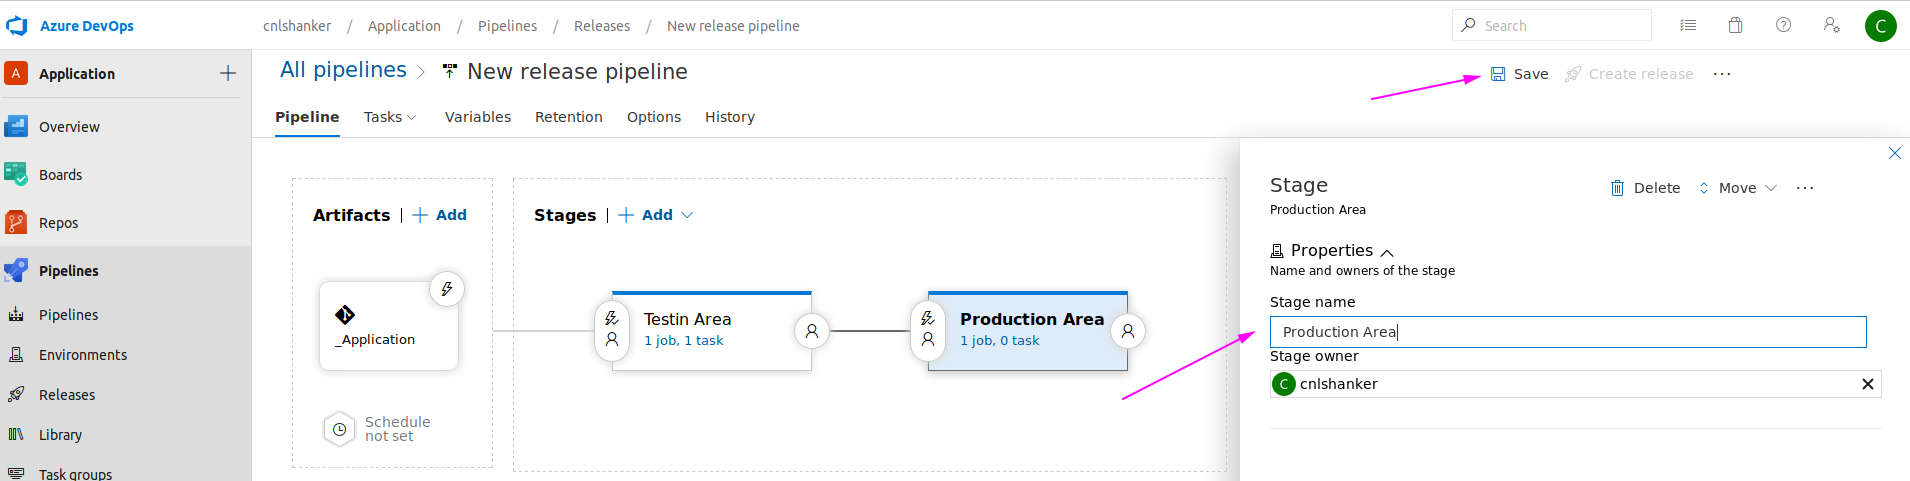 Azure DevOps
cnlshanker / Application / Pipelines / Releases / New release pipeline
Search
C
A Application
All pipelines > New release pipeline
Save
Create release
...
Pipeline Tasks Variables Retention Options History
Overview
Boards
Repos
Pipelines
Pipelines
Environments
Releases
Library
Task groups
Artifacts | + Add
_Application
Schedule
not set
Stages | + Add
Testin Area
1 job, 1 task
Production Area
1 job, 0 task
Stage
Production Area
Delete
Move
...
Properties
Name and owners of the stage
Stage name
Production Area
Stage owner
C cnlshanker